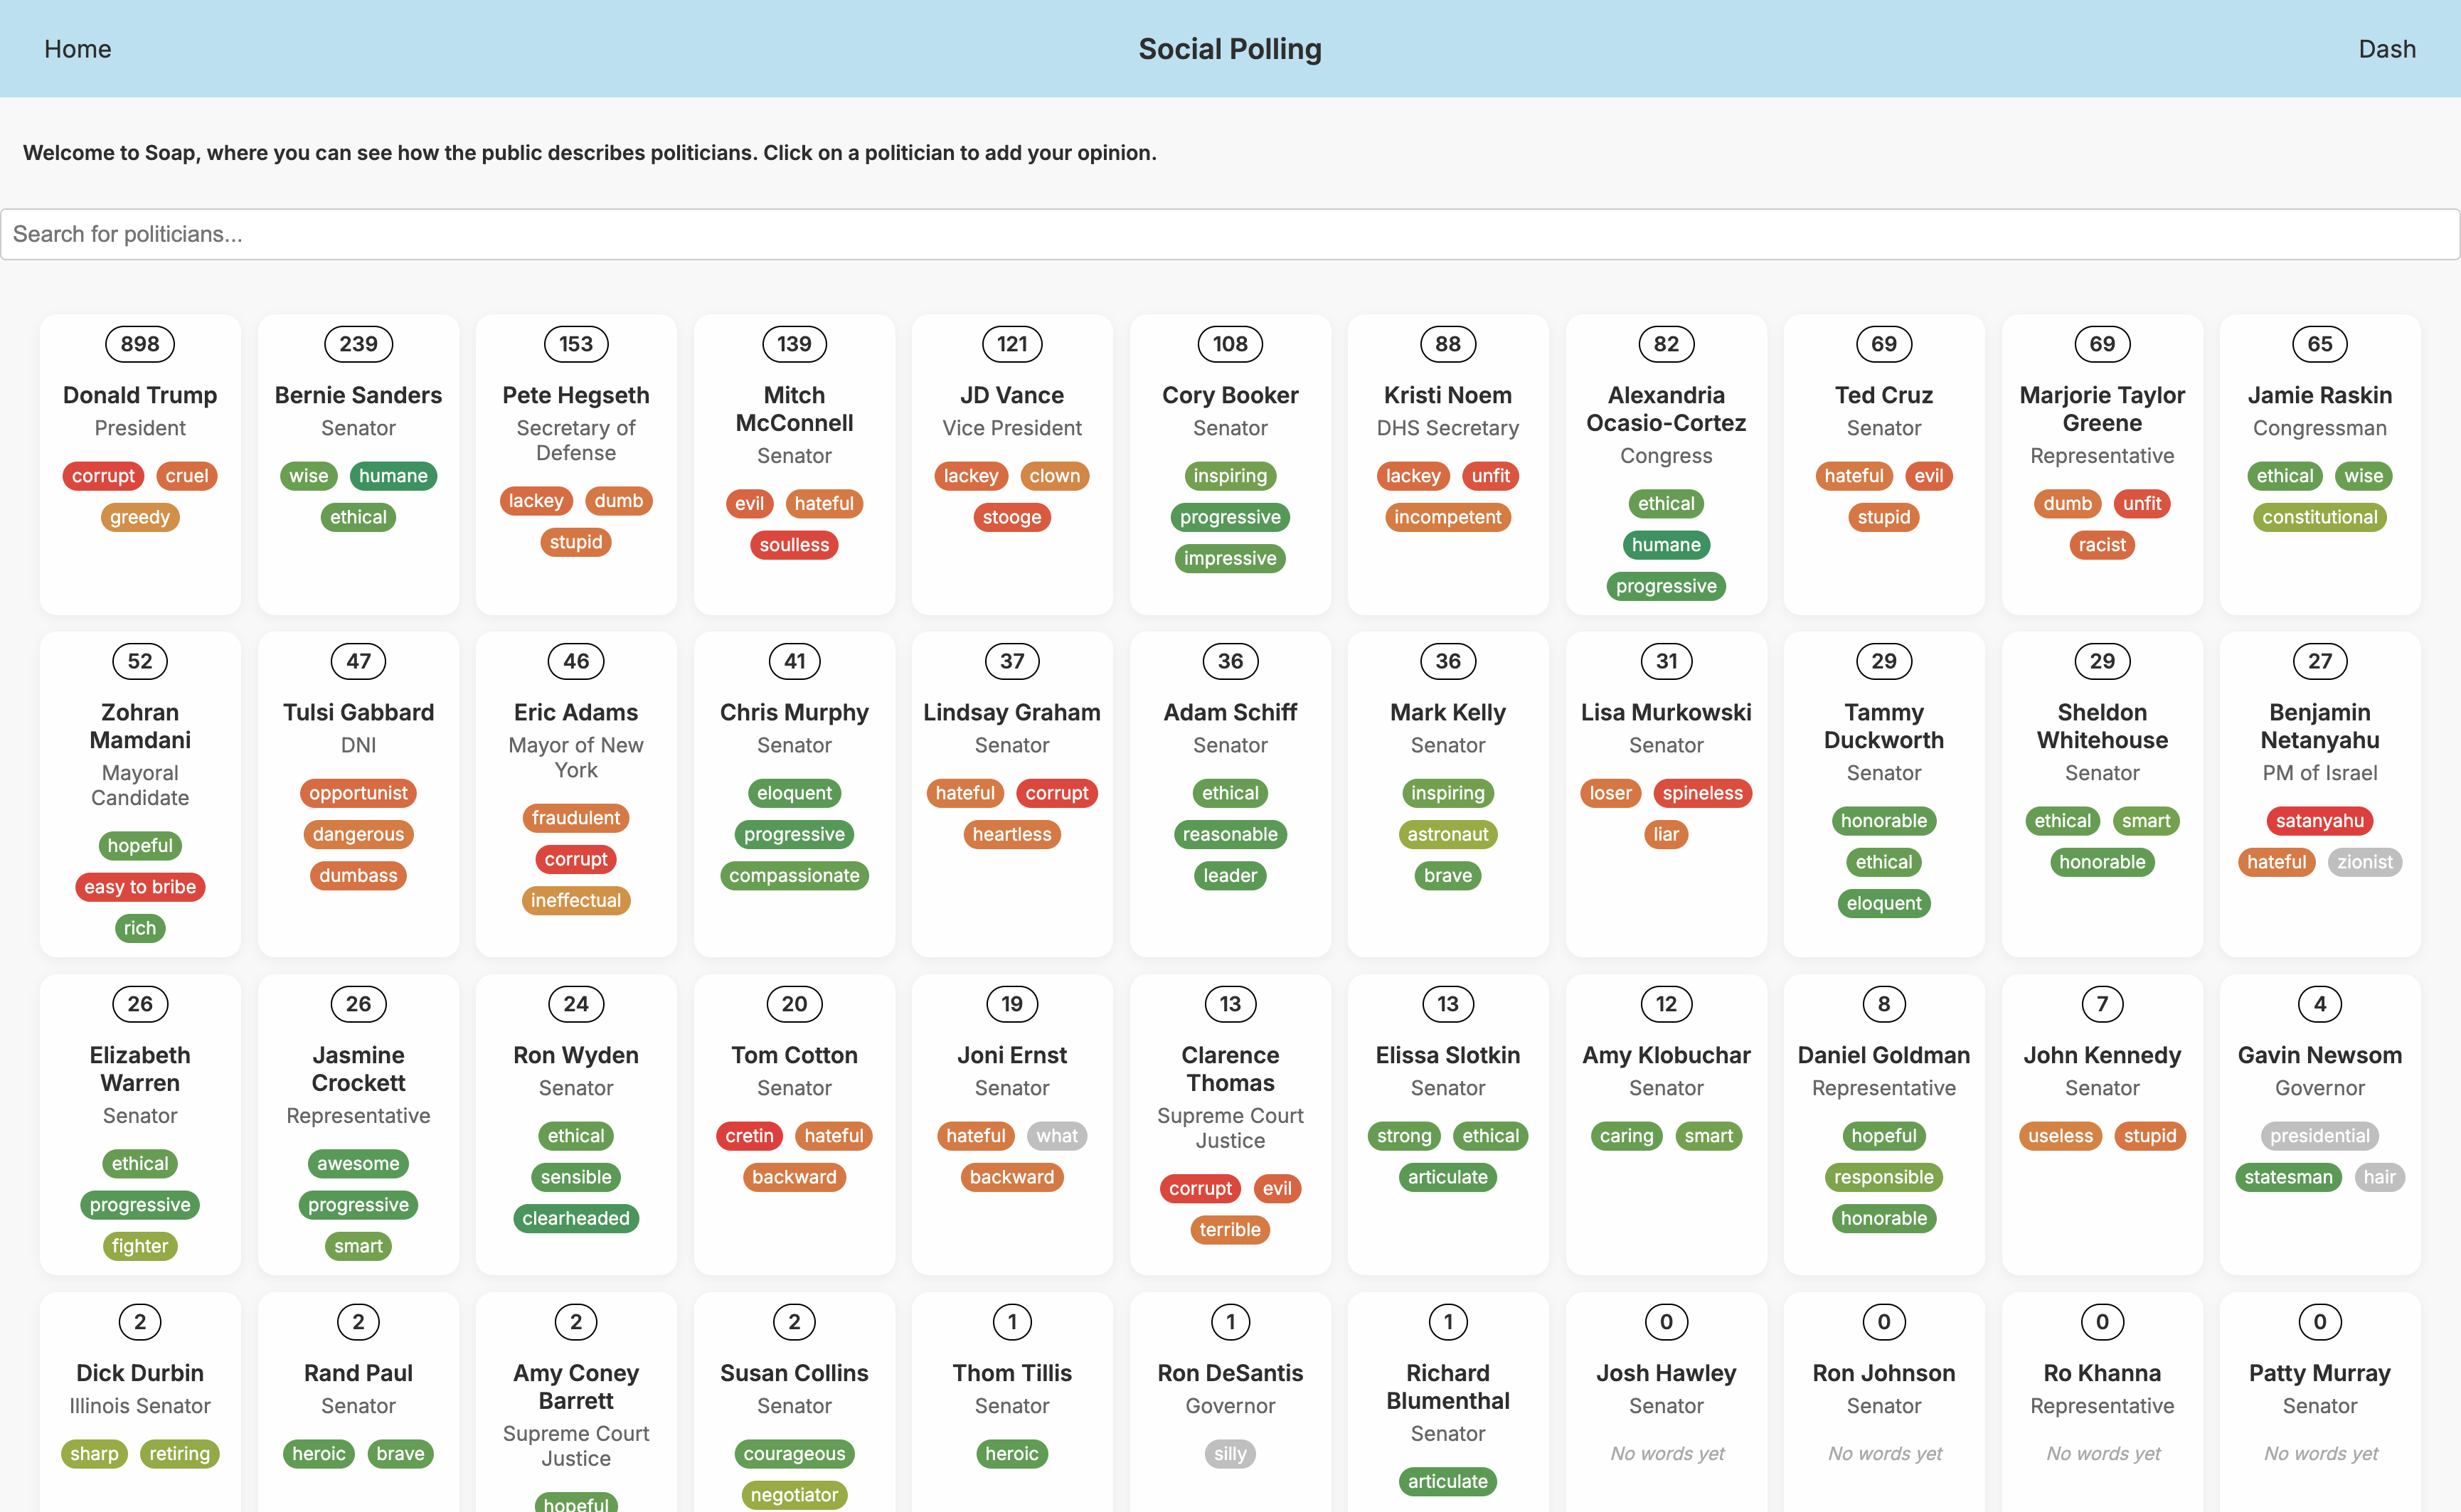 Home
Social Polling
Dash
Welcome to Soap, where you can see how the public describes politicians. Click on a politician to add your opinion.
Search for politicians...
898
Donald Trump
President
corrupt cruel
greedy
239
Bernie Sanders
Senator
wise humane
ethical
153
Pete Hegseth
Secretary of
Defense
lackey dumb
stupid
139
Mitch
McConnell
Senator
evil hateful
soulless
121
JD Vance
Vice President
lackey clown
stooge
108
Cory Booker
Senator
inspiring
progressive
impressive
88
Kristi Noem
DHS Secretary
lackey unfit
incompetent
82
Alexandria
Ocasio-Cortez
Congress
ethical
humane
progressive
69
Ted Cruz
Senator
hateful evil
stupid
69
Marjorie Taylor
Greene
Representative
dumb unfit
racist
65
Jamie Raskin
Congressman
ethical wise
constitutional
52
Zohran
Mamdani
Mayoral
Candidate
hopeful
easy to bribe
rich
47
Tulsi Gabbard
DNI
opportunist
dangerous
dumbass
46
Eric Adams
Mayor of New
York
fraudulent
corrupt
ineffectual
41
Chris Murphy
Senator
eloquent
progressive
compassionate
37
Lindsay Graham
Senator
hateful corrupt
heartless
36
Adam Schiff
Senator
ethical
reasonable
leader
36
Mark Kelly
Senator
inspiring
astronaut
brave
31
Lisa Murkowski
Senator
loser spineless
liar
29
Tammy
Duckworth
Senator
honorable
ethical
eloquent
29
Sheldon
Whitehouse
Senator
ethical smart
honorable
27
Benjamin
Netanyahu
PM of Israel
satanyahu
hateful zionist
26
Elizabeth
Warren
Senator
ethical
progressive
fighter
26
Jasmine
Crockett
Representative
awesome
progressive
smart
24
Ron Wyden
Senator
ethical
sensible
clearheaded
20
Tom Cotton
Senator
cretin hateful
backward
19
Joni Ernst
Senator
hateful what
backward
13
Clarence
Thomas
Supreme Court
Justice
corrupt evil
terrible
13
Elissa Slotkin
Senator
strong ethical
articulate
12
Amy Klobuchar
Senator
caring smart
8
Daniel Goldman
Representative
hopeful
responsible
honorable
7
John Kennedy
Senator
useless stupid
4
Gavin Newsom
Governor
presidential
statesman hair
2
Dick Durbin
Illinois Senator
sharp retiring
2
Rand Paul
Senator
heroic brave
2
Amy Coney
Barrett
Supreme Court
Justice
hopeful
2
Susan Collins
Senator
courageous
negotiator
1
Thom Tillis
Senator
heroic
1
Ron DeSantis
Governor
silly
1
Richard
Blumenthal
Senator
articulate
0
Josh Hawley
Senator
No words yet
0
Ron Johnson
Senator
No words yet
0
Ro Khanna
Representative
No words yet
0
Patty Murray
Senator
No words yet